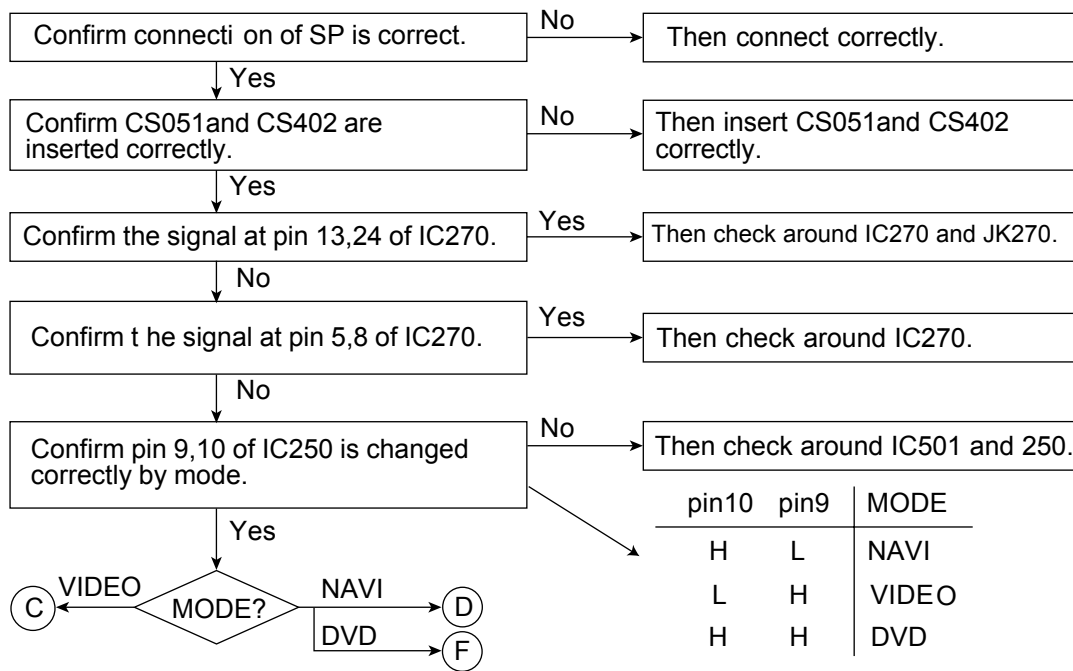 Confirm connecti on of SP is correct.
No
Then connect correctly.
Yes
Confirm CS051and CS402 are
inserted correctly.
No
Then insert CS051and CS402
correctly.
Yes
Confirm the signal at pin 13,24 of IC270.
Yes
Then check around IC270 and JK270.
No
Confirm t he signal at pin 5,8 of IC270.
Yes
Then check around IC270.
No
Confirm pin 9,10 of IC250 is changed
correctly by mode.
No
Then check around IC501 and 250.
pin10 pin9 MODE
H L NAVI
L H VIDEO
H H DVD
Yes
MODE?
VIDEO
C
NAVI
D
DVD
F